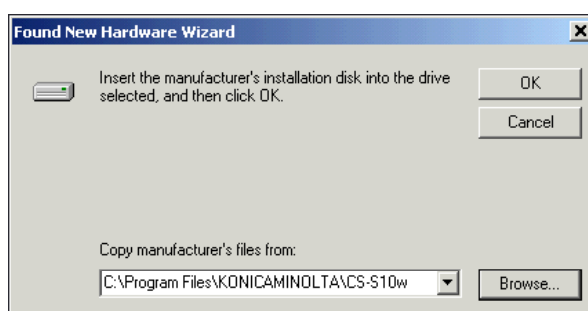 Found New Hardware Wizard
Insert the manufacturer's installation disk into the drive
selected, and then click OK.
OK
Cancel
Copy manufacturer's files from:
C:\Program Files\KONICAMINOLTA\CS-S10w
Browse...